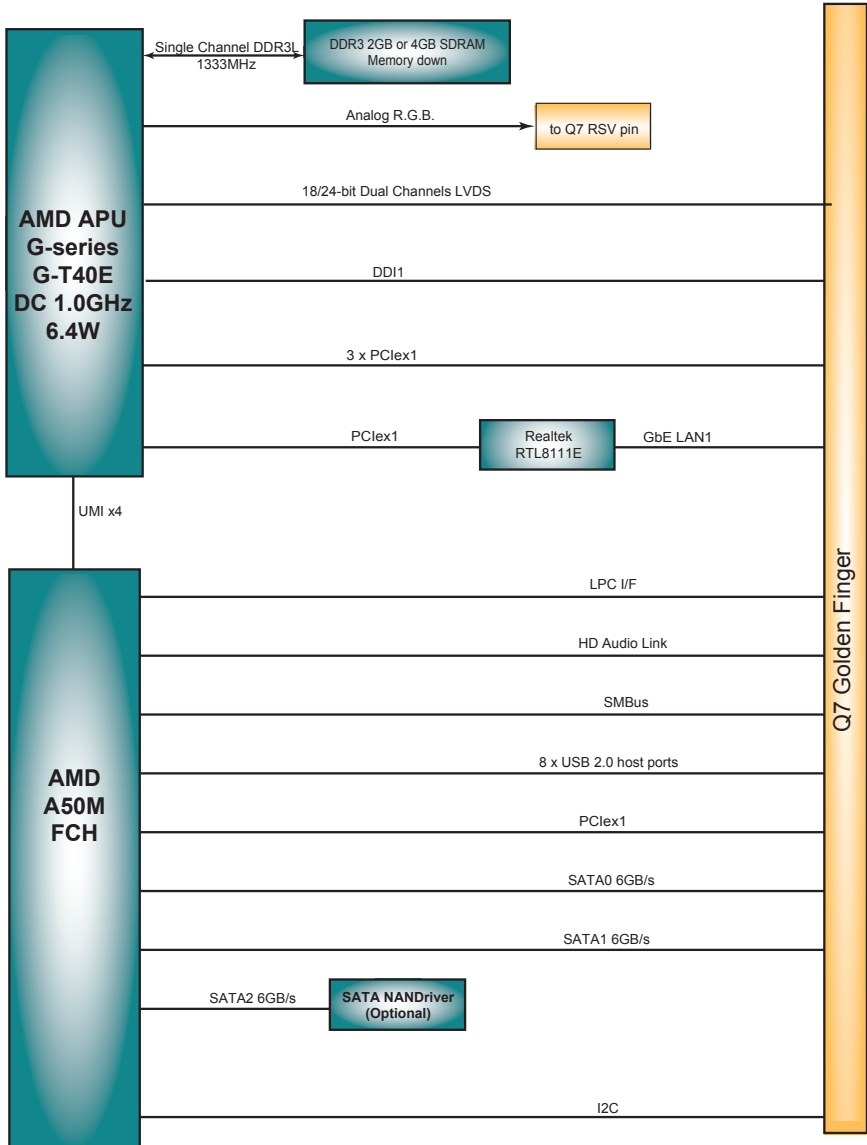 Single Channel DDR3L
1333MHz
DDR3 2GB or 4GB SDRAM
Memory down
Analog R.G.B.
to Q7 RSV pin
18/24-bit Dual Channels LVDS
AMD APU
G-series
G-T40E
DC 1.0GHz
6.4W
DDI1
3 x PCIex1
PCIex1
Realtek
RTL8111E
GbE LAN1
UMI x4
Q7 Golden Finger
LPC I/F
HD Audio Link
SMBus
8 x USB 2.0 host ports
AMD
A50M
FCH
PCIex1
SATA0 6GB/s
SATA1 6GB/s
SATA2 6GB/s
SATA NANDriver
(Optional)
I2C